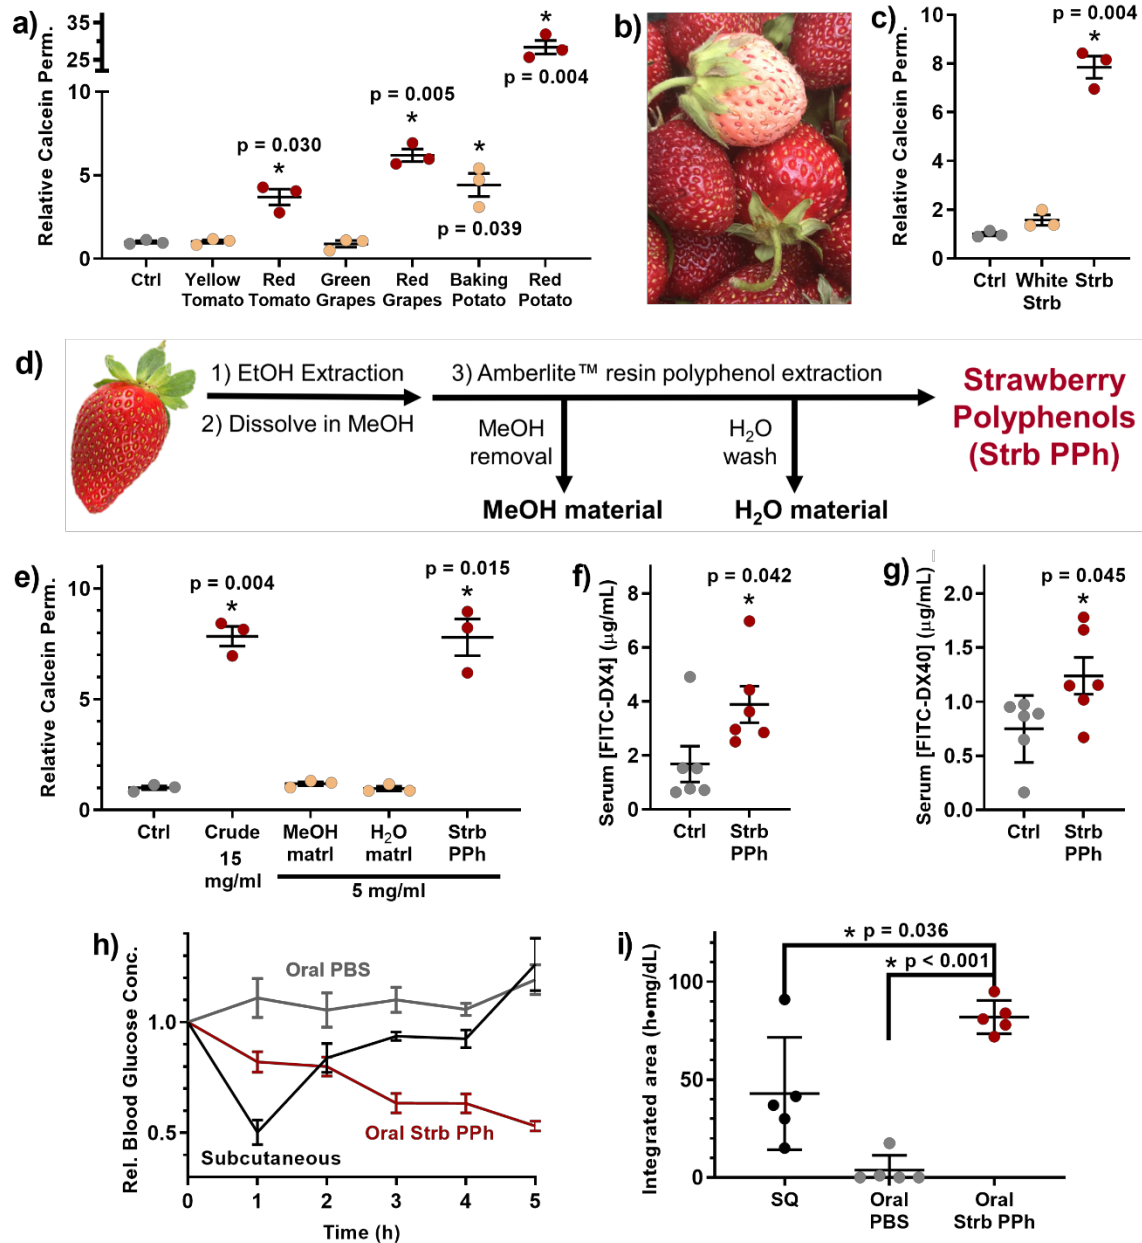 a)
Relative Calcein Perm.
35
25
10
5
0
p = 0.030
*
p = 0.005
*
*
p = 0.039
*
p = 0.004
Ctrl
Yellow
Tomato
Red
Tomato
Green
Grapes
Red
Grapes
Baking
Potato
Red
Potato
b)
c)
Relative Calcein Perm.
10
8
6
4
2
0
p = 0.004
*
Ctrl
White
Strb
Strb
d)
1) EtOH Extraction
2) Dissolve in MeOH
3) Amberlite™ resin polyphenol extraction
MeOH
removal
MeOH material
H2O
wash
H2O material
Strawberry
Polyphenols
(Strb PPh)
e)
Relative Calcein Perm.
10
5
0
p = 0.004
*
p = 0.015
*
Ctrl
Crude
15
mg/ml
MeOH
matrl
H2O
matrl
Strb
PPh
5 mg/ml
f)
Serum [FITC-DX4] (µg/mL)
8
6
4
2
0
p = 0.042
*
Ctrl
Strb
PPh
g)
Serum [FITC-DX40] (µg/mL)
2.0
1.5
1.0
0.5
0.0
p = 0.045
*
Ctrl
Strb
PPh
h)
Rel. Blood Glucose Conc.
1.0
0.5
Oral PBS
Oral Strb PPh
Subcutaneous
0
1
2
3
4
5
Time (h)
i)
Integrated area (h•mg/dL)
100
50
0
* p = 0.036
* p < 0.001
SQ
Oral
PBS
Oral
Strb PPh